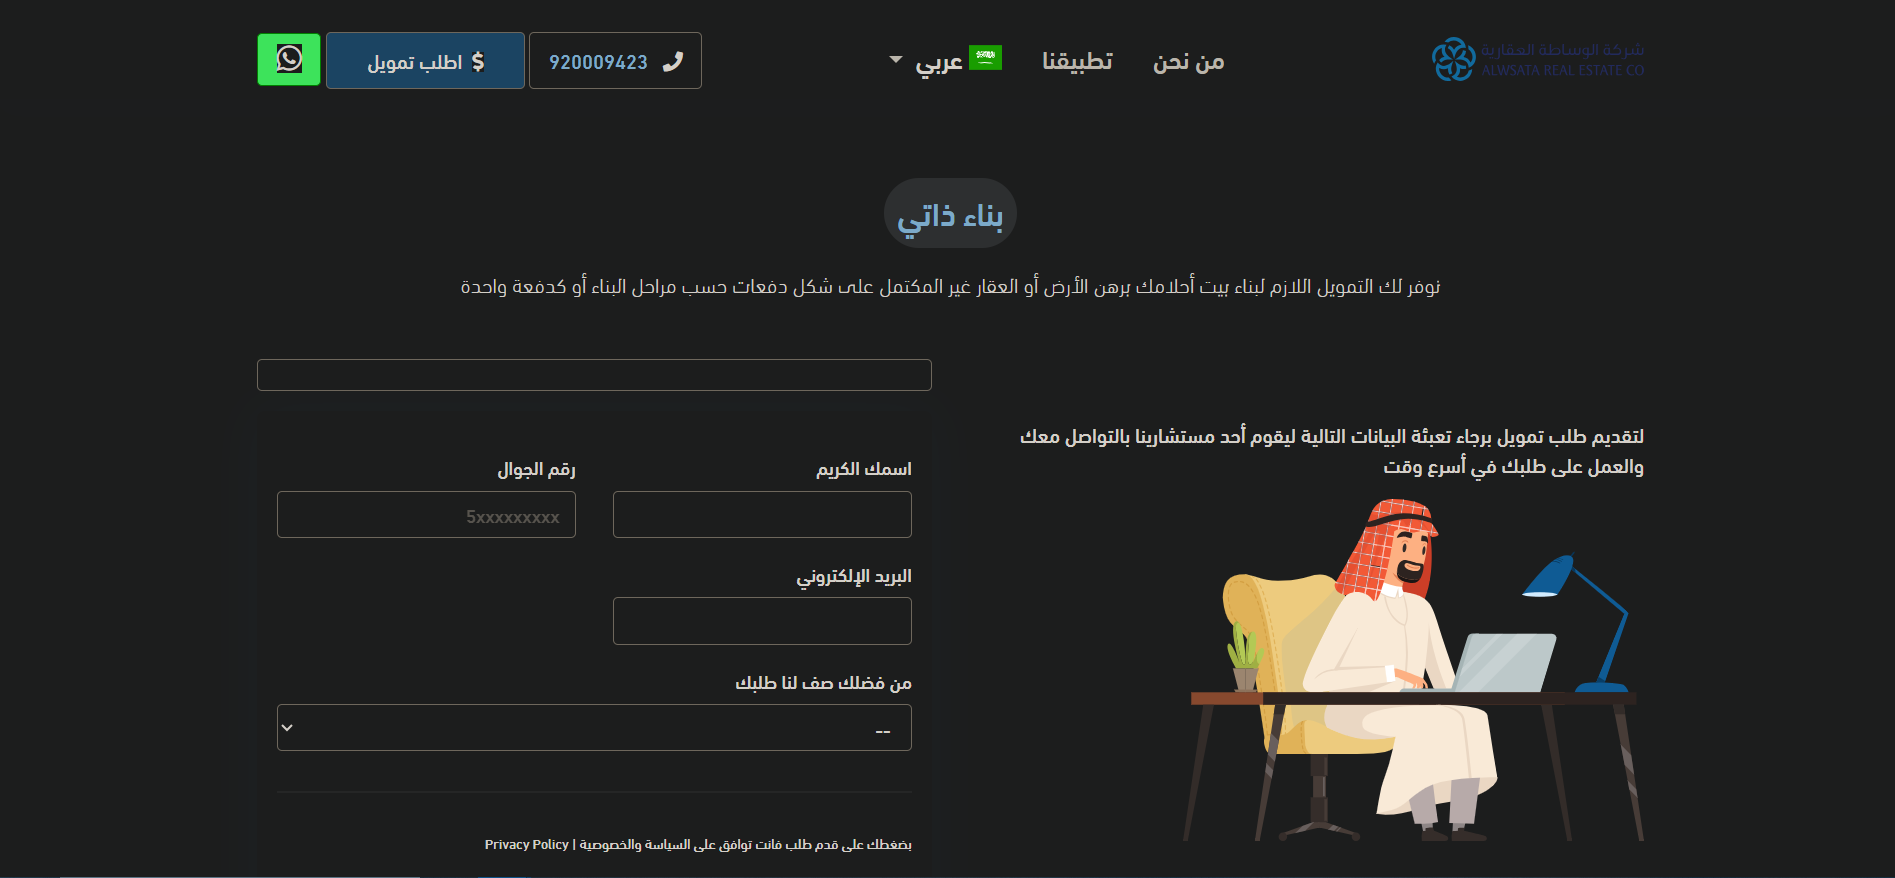 شركة الوساطة العقارية
ALWSATA REAL ESTATE CO
من نحن
تطبيقنا
عربي
920009423
$ اطلب تمويل
بناء ذاتي
نوفر لك التمويل اللازم لبناء بيت أحلامك برهن الأرض أو العقار غير المكتمل على شكل دفعات حسب مراحل البناء أو كدفعة واحدة
لتقديم طلب تمويل برجاء تعبئة البيانات التالية ليقوم أحد مستشارينا بالتواصل معك
والعمل على طلبك في أسرع وقت
اسمك الكريم
رقم الجوال
5xxxxxxxxx
البريد الإلكتروني
من فضلك صف لنا طلبك
--
بضغطك على قدم طلب فانت توافق على السياسة والخصوصية | Privacy Policy